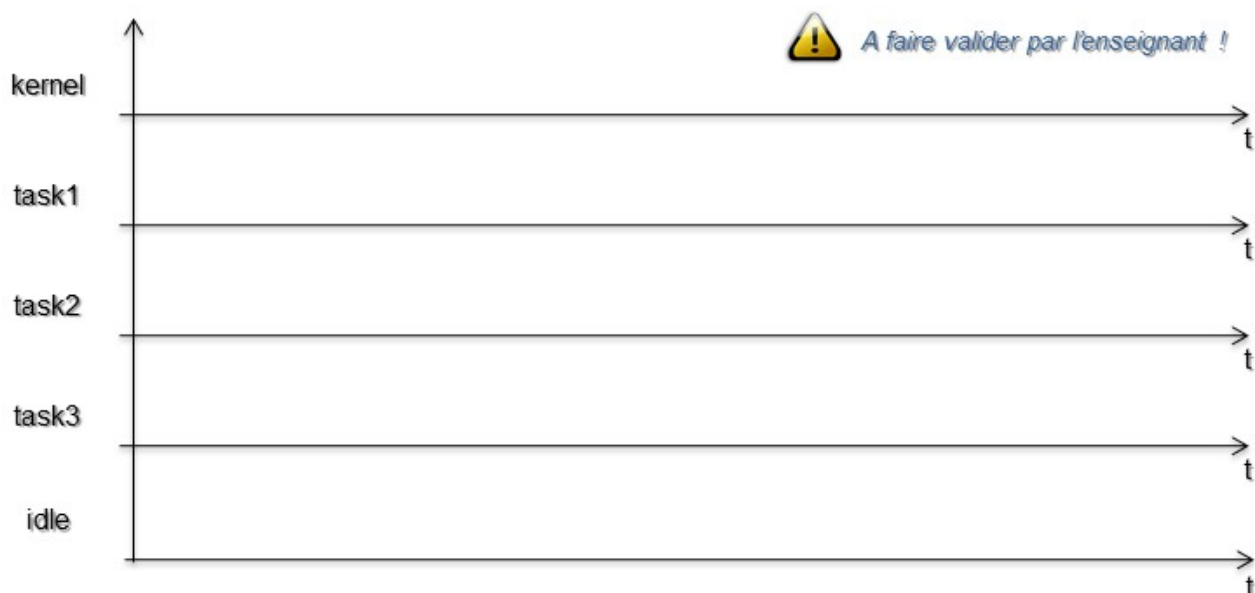 A faire valider par l'enseignant !
kernel
t
task1
t
task2
t
task3
t
idle
t